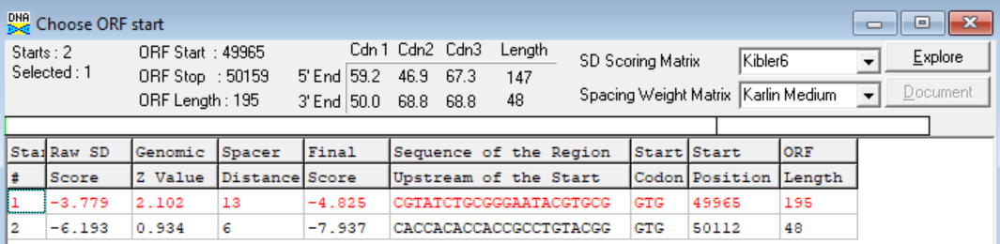 DNA Choose ORF start
Starts : 2 ORF Start : 49965 Cdn 1 Cdn2 Cdn3 Length SD Scoring Matrix Kibler6 Explore
Selected : 1 ORF Stop : 50159 5' End 59.2 46.9 67.3 147
ORF Length : 195 3' End 50.0 68.8 68.8 48 Spacing Weight Matrix Karlin Medium Document
Star Raw SD Genomic Spacer Final Sequence of the Region Start Start ORF
# Score Z Value Distance Score Upstream of the Start Codon Position Length
1 -3.779 2.102 13 -4.825 CGTATCTGCGGGAATACGTGCG GTG 49965 195
2 -6.193 0.934 6 -7.937 CACCACACCACCGCCTGTACGG GTG 50112 48